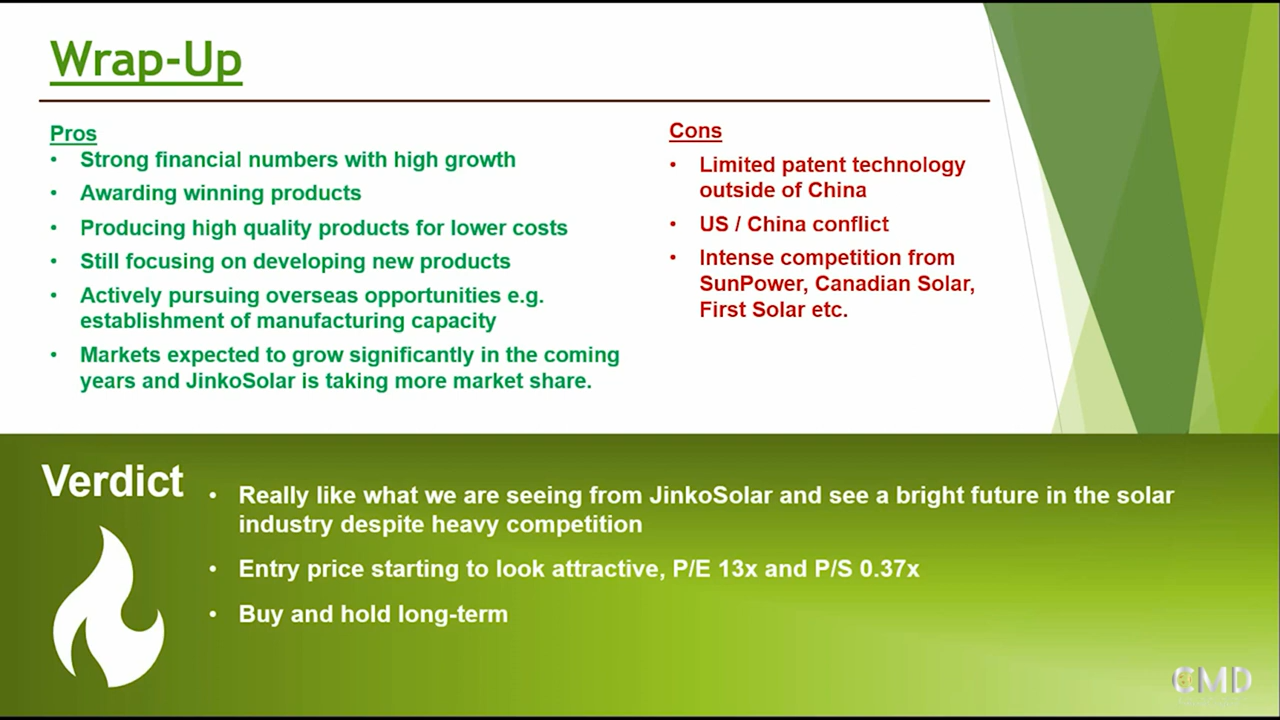 Wrap-Up
Pros
• Strong financial numbers with high growth
• Awarding winning products
• Producing high quality products for lower costs
• Still focusing on developing new products
• Actively pursuing overseas opportunities e.g.
establishment of manufacturing capacity
• Markets expected to grow significantly in the coming
years and JinkoSolar is taking more market share.
Cons
• Limited patent technology
outside of China
• US / China conflict
• Intense competition from
SunPower, Canadian Solar,
First Solar etc.
Verdict
• Really like what we are seeing from JinkoSolar and see a bright future in the solar
industry despite heavy competition
• Entry price starting to look attractive, P/E 13x and P/S 0.37x
• Buy and hold long-term
CMD